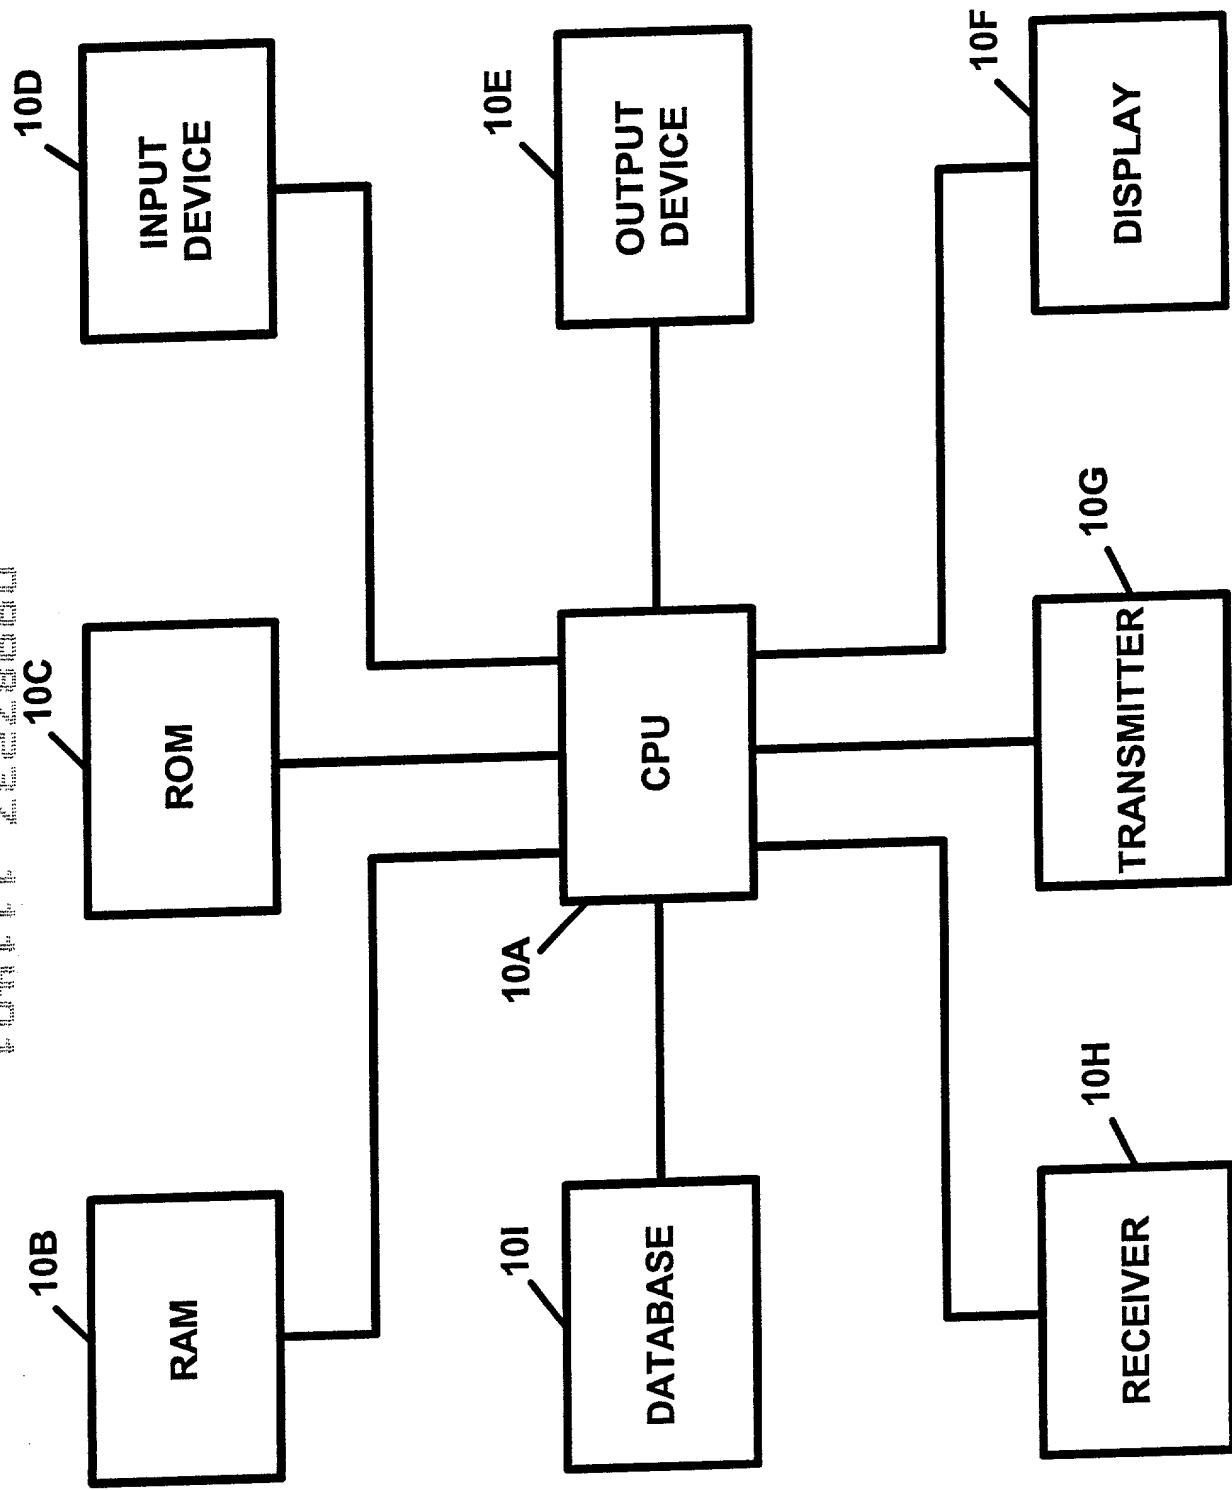 10B
RAM
10C
ROM
10D
INPUT
DEVICE
10I
DATABASE
10A
CPU
10E
OUTPUT
DEVICE
10H
RECEIVER
10G
TRANSMITTER
10F
DISPLAY